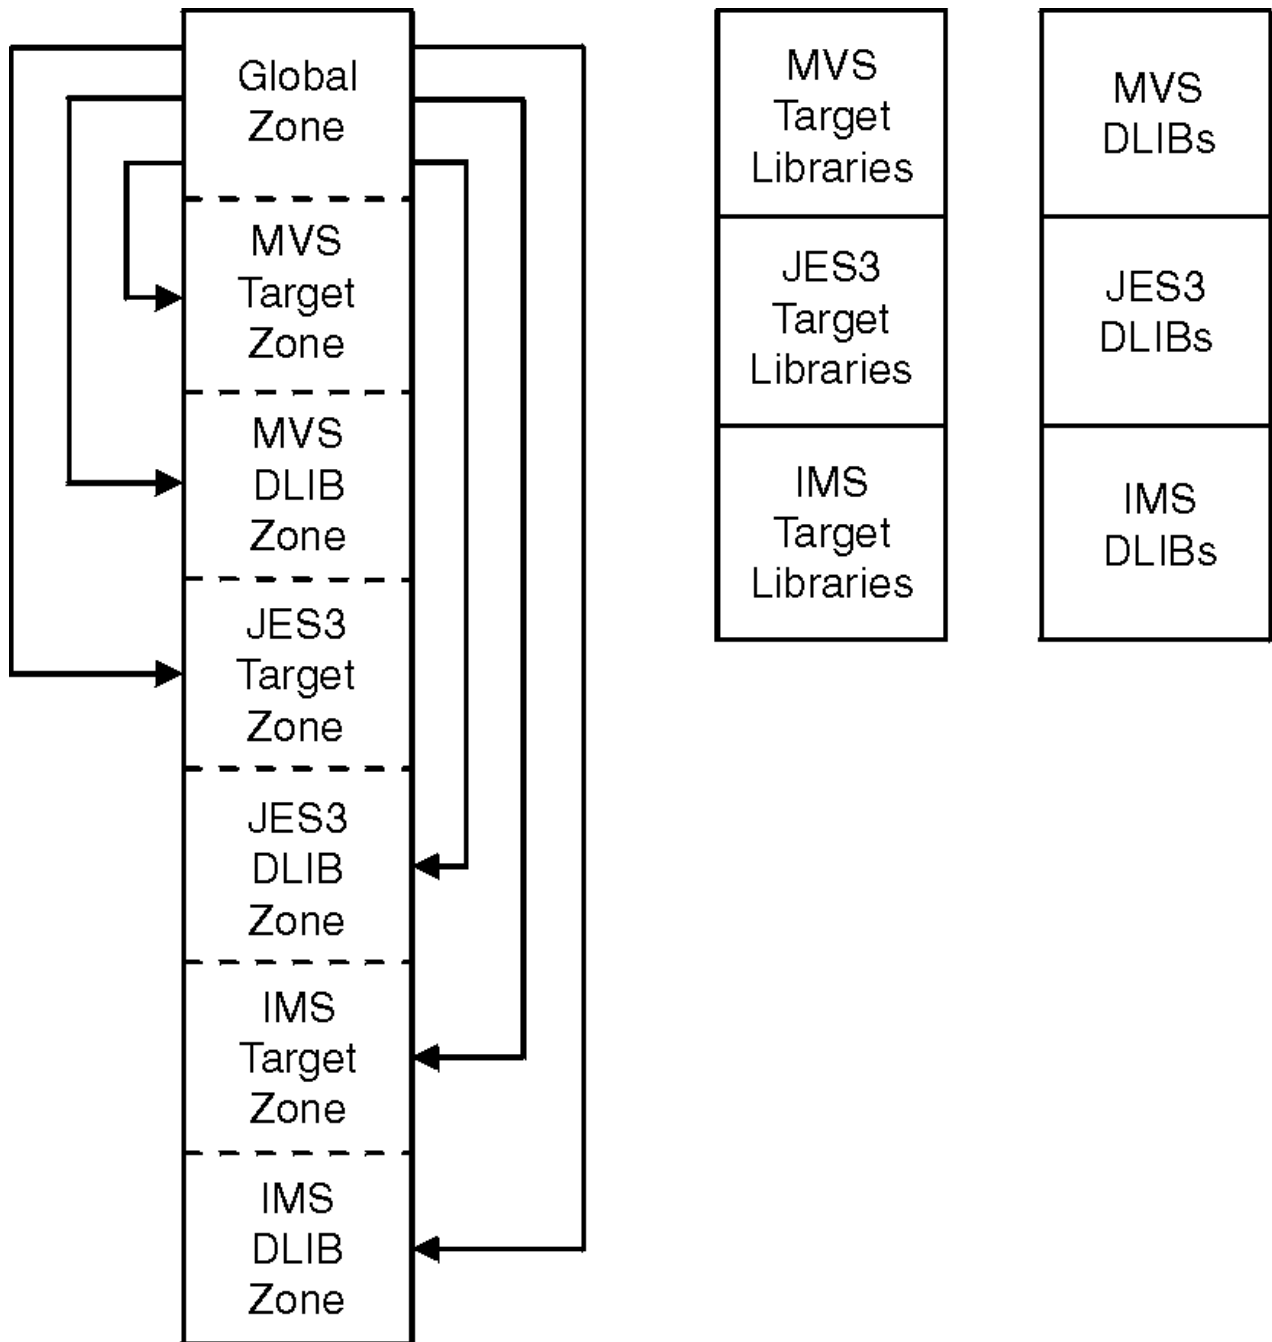 Global
Zone
MVS
Target
Zone
MVS
DLIB
Zone
JES3
Target
Zone
JES3
DLIB
Zone
IMS
Target
Zone
IMS
DLIB
Zone
MVS
Target
Libraries
JES3
Target
Libraries
IMS
Target
Libraries
MVS
DLIBs
JES3
DLIBs
IMS
DLIBs